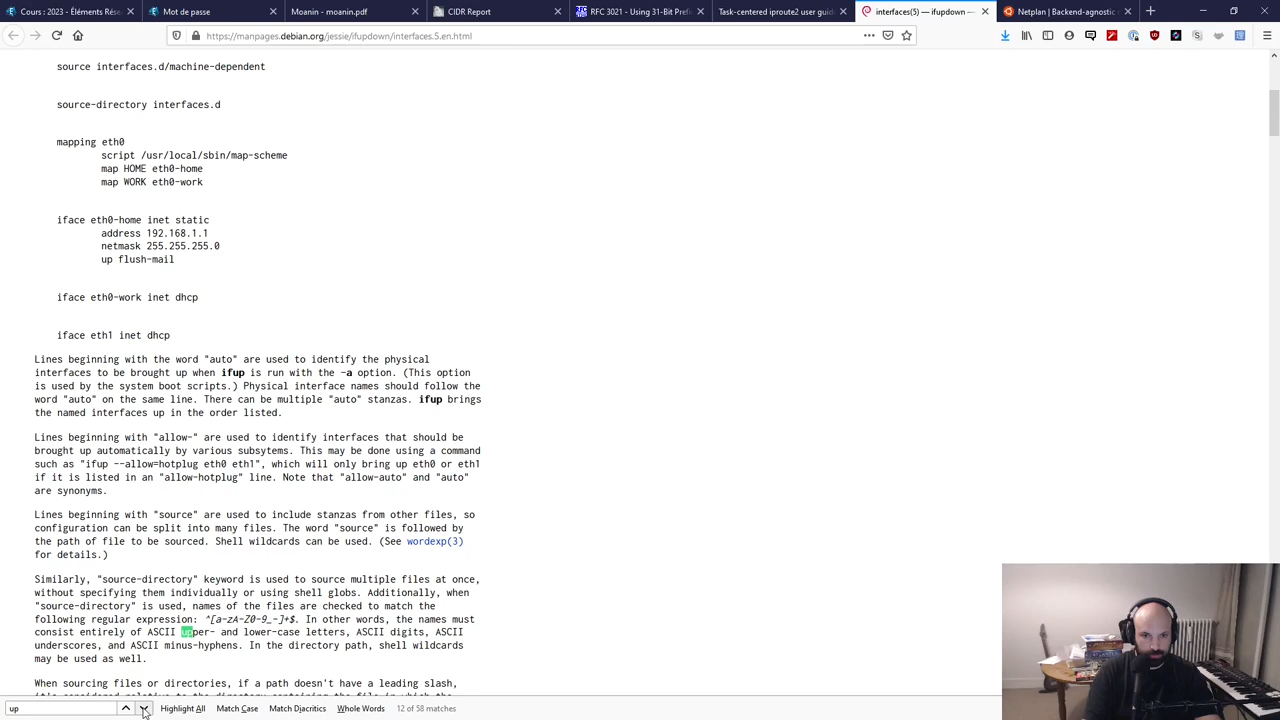 Cours : 2023 - Éléments Rése
Mot de passe
Moanin - moanin.pdf
CIDR Report
RFC 3021 - Using 31-Bit Prefi
Task-centered iproute2 user guid
interfaces(5) — ifupdown —
Netplan | Backend-agnostic
https://manpages.debian.org/jessie/ifupdown/interfaces.5.en.html
source interfaces.d/machine-dependent
source-directory interfaces.d
mapping eth0
script /usr/local/sbin/map-scheme
map HOME eth0-home
map WORK eth0-work
iface eth0-home inet static
address 192.168.1.1
netmask 255.255.255.0
up flush-mail
iface eth0-work inet dhcp
iface eth1 inet dhcp
Lines beginning with the word "auto" are used to identify the physical
interfaces to be brought up when ifup is run with the -a option. (This option
is used by the system boot scripts.) Physical interface names should follow the
word "auto" on the same line. There can be multiple "auto" stanzas. ifup brings
the named interfaces up in the order listed.
Lines beginning with "allow-" are used to identify interfaces that should be
brought up automatically by various subsytems. This may be done using a command
such as "ifup --allow=hotplug eth0 eth1", which will only bring up eth0 or eth1
if it is listed in an "allow-hotplug" line. Note that "allow-auto" and "auto"
are synonyms.
Lines beginning with "source" are used to include stanzas from other files, so
configuration can be split into many files. The word "source" is followed by
the path of file to be sourced. Shell wildcards can be used. (See wordexp(3)
for details.)
Similarly, "source-directory" keyword is used to source multiple files at once,
without specifying them individually or using shell globs. Additionally, when
"source-directory" is used, names of the files are checked to match the
following regular expression: ^[a-zA-Z0-9_-]+$. In other words, the names must
consist entirely of ASCII upper- and lower-case letters, ASCII digits, ASCII
underscores, and ASCII minus-hyphens. In the directory path, shell wildcards
may be used as well.
When sourcing files or directories, if a path doesn't have a leading slash,
it's considered relative to the directory containing the file in which the
up
Highlight All
Match Case
Match Diacritics
Whole Words
12 of 58 matches